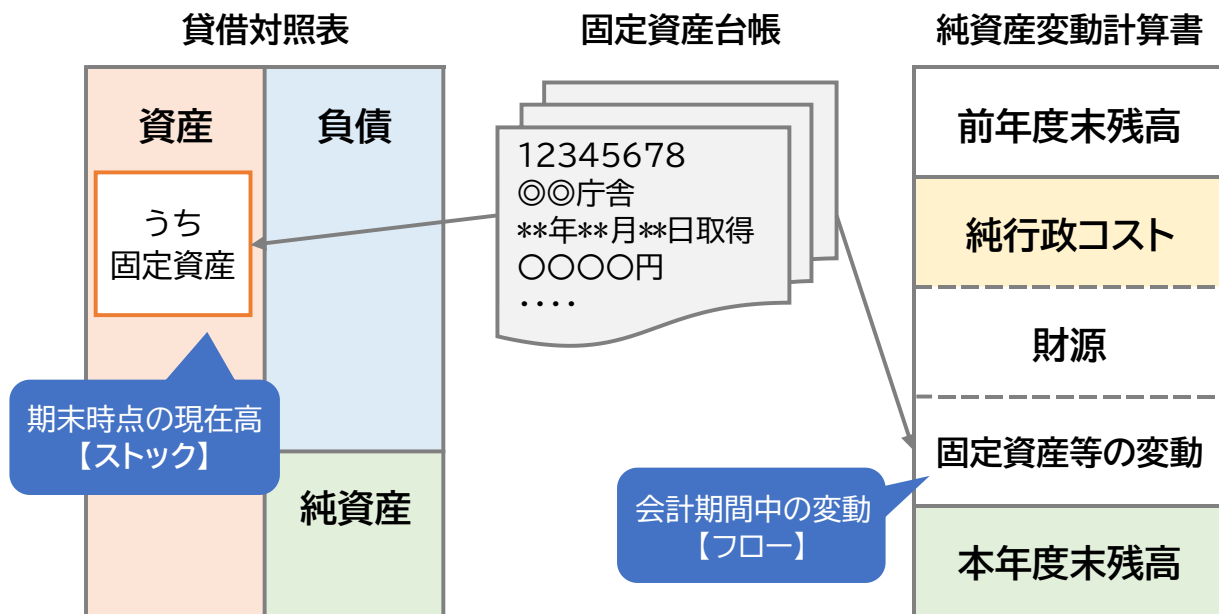 貸借対照表
資産
負債
うち
固定資産
期末時点の現在高
【ストック】
純資産
固定資産台帳
12345678
◎◎庁舎
**年**月**日取得
〇〇〇〇円
・・・・
純資産変動計算書
前年度末残高
純行政コスト
財源
固定資産等の変動
会計期間中の変動
【フロー】
本年度末残高